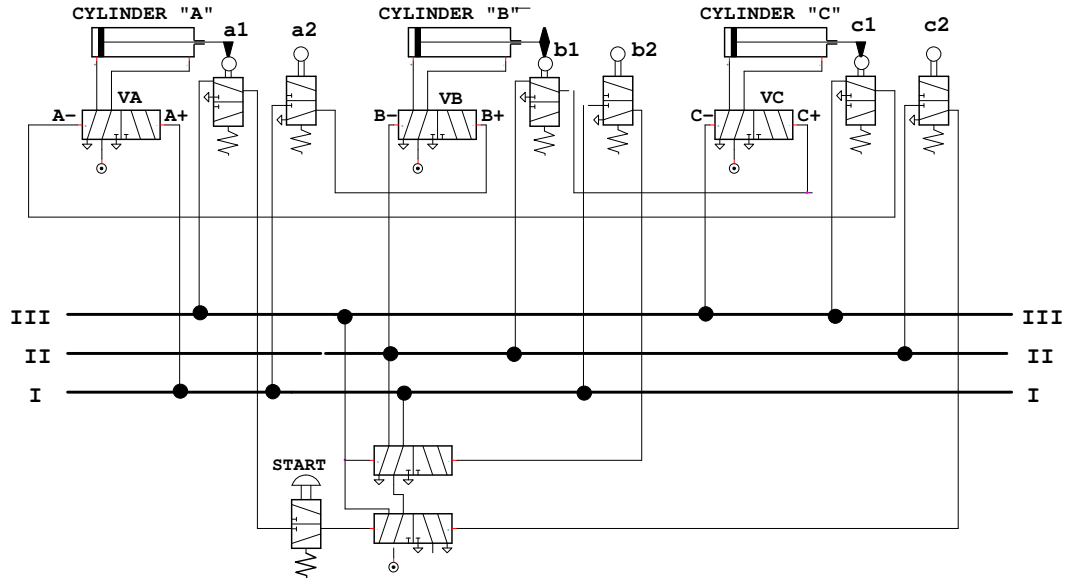 CYLINDER "A"
CYLINDER "B"
CYLINDER "C"
a1
a2
b1
b2
c1
c2
VA
VB
VC
A-
A+
B-
B+
C-
C+
III
III
II
II
I
I
START